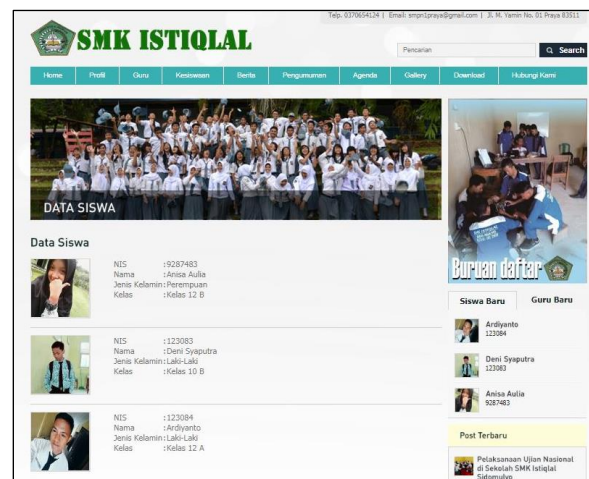 Telp. 0370654124 | Email: smpn1praya@gmail.com | Jl. M. Yamin No. 01 Praya 83511
SMK ISTIQLAL
Pencarian
Search
Home Profil Guru Kesiswaan Berita Pengumuman Agenda Gallery Download Hubungi Kami
DATA SISWA
Buruan daftar
Data Siswa
NIS :9287483
Nama :Anisa Aulia
Jenis Kelamin:Perempuan
Kelas :Kelas 12 B
NIS :123083
Nama :Deni Syaputra
Jenis Kelamin:Laki-Laki
Kelas :Kelas 10 B
NIS :123084
Nama :Ardiyanto
Jenis Kelamin:Laki-Laki
Kelas :Kelas 12 A
Siswa Baru Guru Baru
Ardiyanto
123084
Deni Syaputra
123083
Anisa Aulia
9287483
Post Terbaru
Pelaksanaan Ujian Nasional
di Sekolah SMK Istiqlal
Sidomulyo